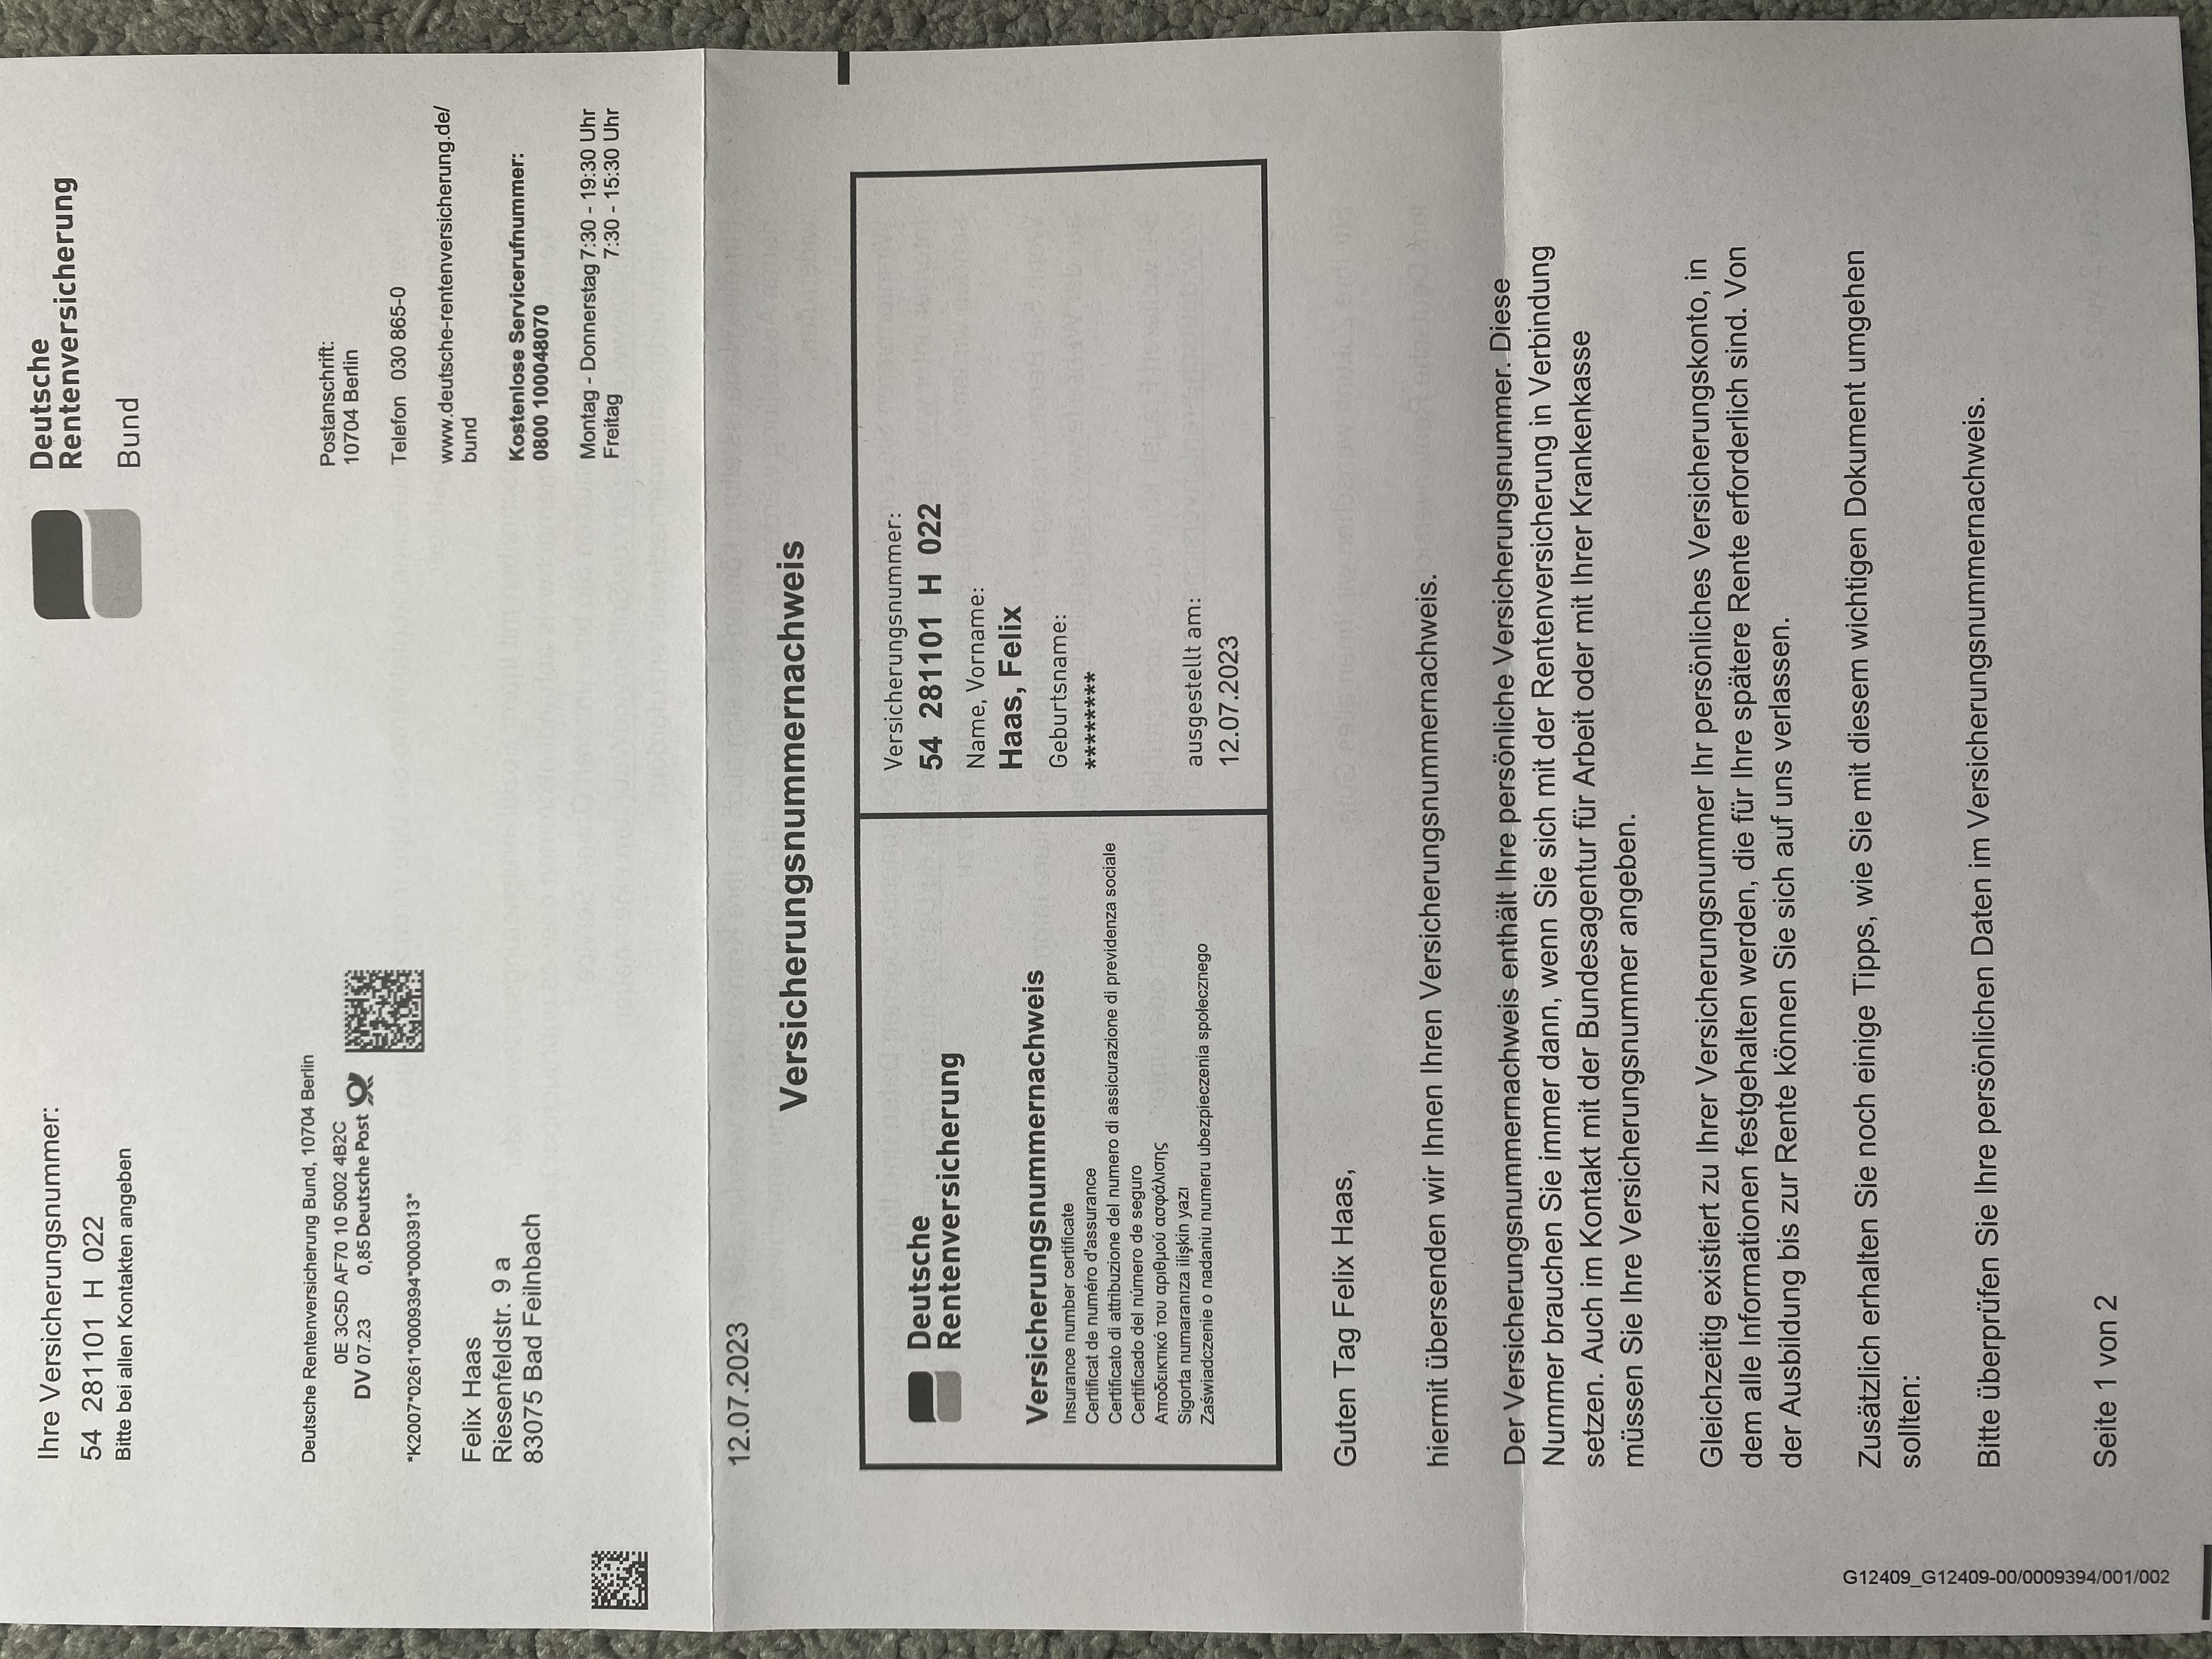 Ihre Versicherungsnummer:
54 281101 H 022
Bitte bei allen Kontakten angeben
Deutsche
Rentenversicherung
Bund
Deutsche Rentenversicherung Bund, 10704 Berlin
0E 3C5D AF70 10 5002 4B2C
DV 07.23 0,85 Deutsche Post
*K2007*0261*0009394*0003913*
Felix Haas
Riesenfeldstr. 9 a
83075 Bad Feilnbach
Postanschrift:
10704 Berlin
Telefon 030 865-0
www.deutsche-rentenversicherung.de/
bund
Kostenlose Servicerufnummer:
0800 100048070
Montag - Donnerstag 7:30 - 19:30 Uhr
Freitag 7:30 - 15:30 Uhr
12.07.2023
Versicherungsnummernachweis
Deutsche
Rentenversicherung
Versicherungsnummernachweis
Insurance number certificate
Certificat de numéro d'assurance
Certificato di attribuzione del numero di assicurazione di previdenza sociale
Certificado del número de seguro
Αποδεικτικό του αριθμού ασφάλισης
Sigorta numaranıza ilişkin yazı
Zaświadczenie o nadaniu numeru ubezpieczenia społecznego
Versicherungsnummer:
54 281101 H 022
Name, Vorname:
Haas, Felix
Geburtsname:
********
ausgestellt am:
12.07.2023
Guten Tag Felix Haas,
hiermit übersenden wir Ihnen Ihren Versicherungsnummernachweis.
Der Versicherungsnummernachweis enthält Ihre persönliche Versicherungsnummer. Diese
Nummer brauchen Sie immer dann, wenn Sie sich mit der Rentenversicherung in Verbindung
setzen. Auch im Kontakt mit der Bundesagentur für Arbeit oder mit Ihrer Krankenkasse
müssen Sie Ihre Versicherungsnummer angeben.
Gleichzeitig existiert zu Ihrer Versicherungsnummer Ihr persönliches Versicherungskonto, in
dem alle Informationen festgehalten werden, die für Ihre spätere Rente erforderlich sind. Von
der Ausbildung bis zur Rente können Sie sich auf uns verlassen.
Zusätzlich erhalten Sie noch einige Tipps, wie Sie mit diesem wichtigen Dokument umgehen
sollten:
Bitte überprüfen Sie Ihre persönlichen Daten im Versicherungsnummernachweis.
Seite 1 von 2
G12409_G12409-00/0009394/001/002